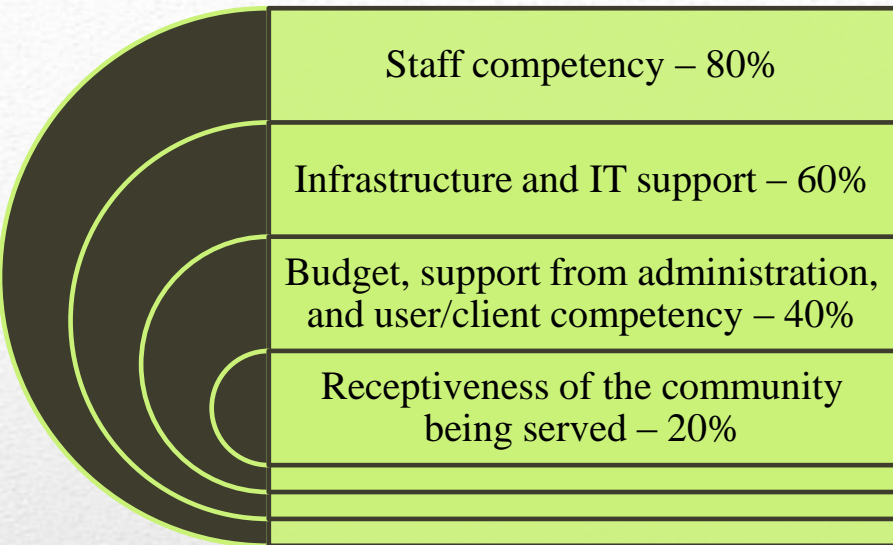 Staff competency – 80%
Infrastructure and IT support – 60%
Budget, support from administration,
and user/client competency – 40%
Receptiveness of the community
being served – 20%